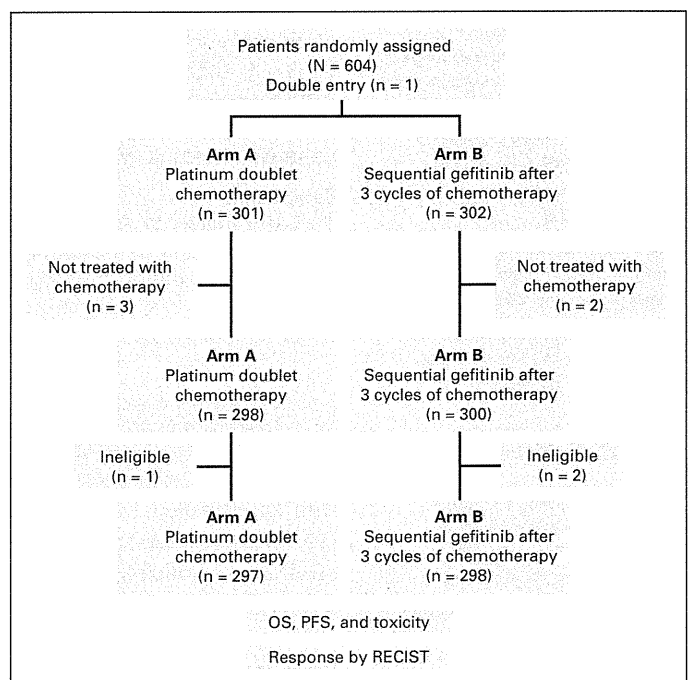 Patients randomly assigned
(N = 604)
Double entry (n = 1)
Arm A
Platinum doublet
chemotherapy
(n = 301)
Arm B
Sequential gefitinib after
3 cycles of chemotherapy
(n = 302)
Not treated with
chemotherapy
(n = 3)
Not treated with
chemotherapy
(n = 2)
Arm A
Platinum doublet
chemotherapy
(n = 298)
Arm B
Sequential gefitinib after
3 cycles of chemotherapy
(n = 300)
Ineligible
(n = 1)
Ineligible
(n = 2)
Arm A
Platinum doublet
chemotherapy
(n = 297)
Arm B
Sequential gefitinib after
3 cycles of chemotherapy
(n = 298)
OS, PFS, and toxicity
Response by RECIST